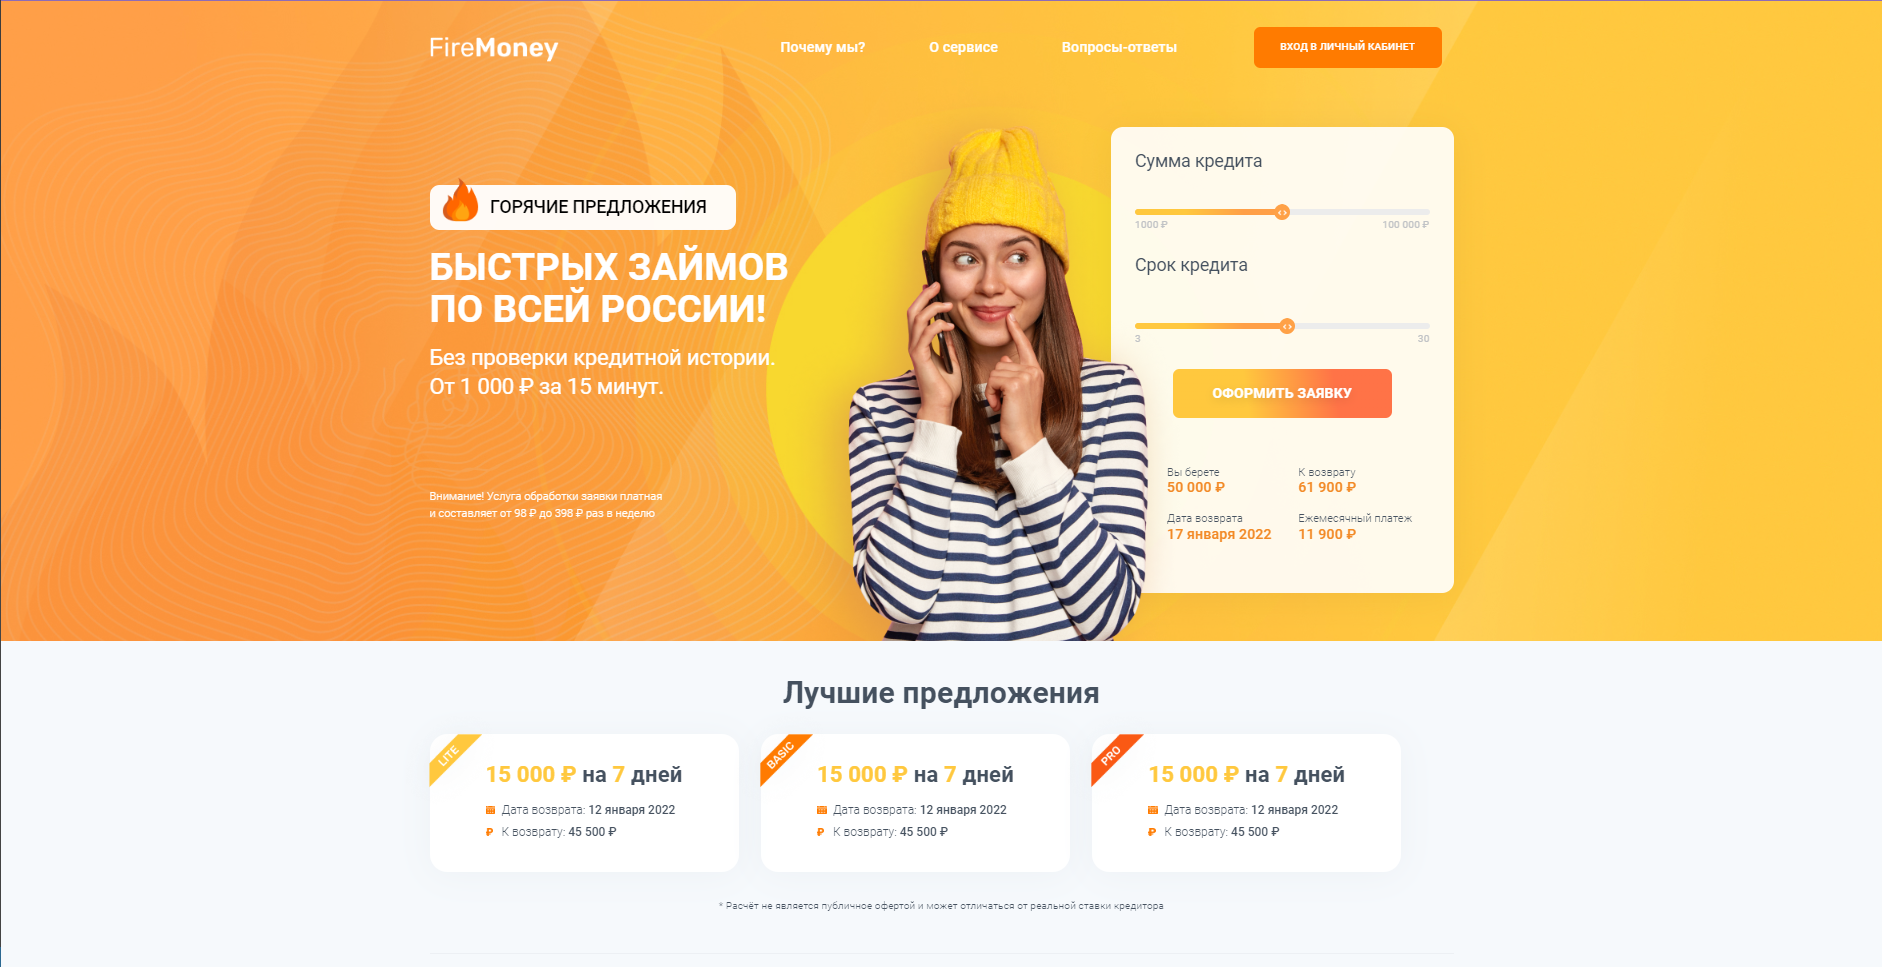 FireMoney
Почему мы?
О сервисе
Вопросы-ответы
ВХОД В ЛИЧНЫЙ КАБИНЕТ
ГОРЯЧИЕ ПРЕДЛОЖЕНИЯ
БЫСТРЫХ ЗАЙМОВ
ПО ВСЕЙ РОССИИ!
Без проверки кредитной истории.
От 1 000 ₽ за 15 минут.
Внимание! Услуга обработки заявки платная
и составляет от 98 ₽ до 398 ₽ раз в неделю
Сумма кредита
1000 ₽ 100 000 ₽
Срок кредита
3 30
ОФОРМИТЬ ЗАЯВКУ
Вы берете К возврату
50 000 ₽ 61 900 ₽
Дата возврата Ежемесячный платеж
17 января 2022 11 900 ₽
Лучшие предложения
LITE
15 000 ₽ на 7 дней
Дата возврата: 12 января 2022
К возврату: 45 500 ₽
BASIC
15 000 ₽ на 7 дней
Дата возврата: 12 января 2022
К возврату: 45 500 ₽
PRO
15 000 ₽ на 7 дней
Дата возврата: 12 января 2022
К возврату: 45 500 ₽
* Расчёт не является публичное офертой и может отличаться от реальной ставки кредитора